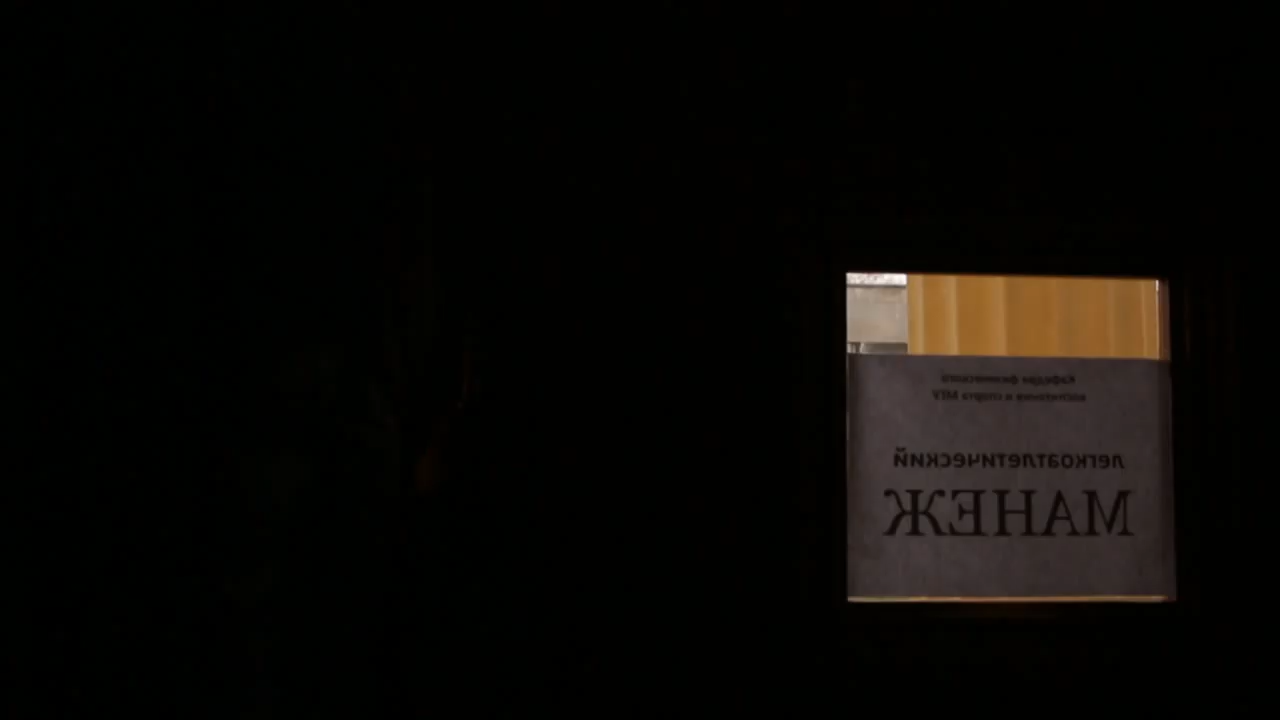 Кафедра физического
воспитания и спорта МГУ
легкоатлетический
МАНЕЖ